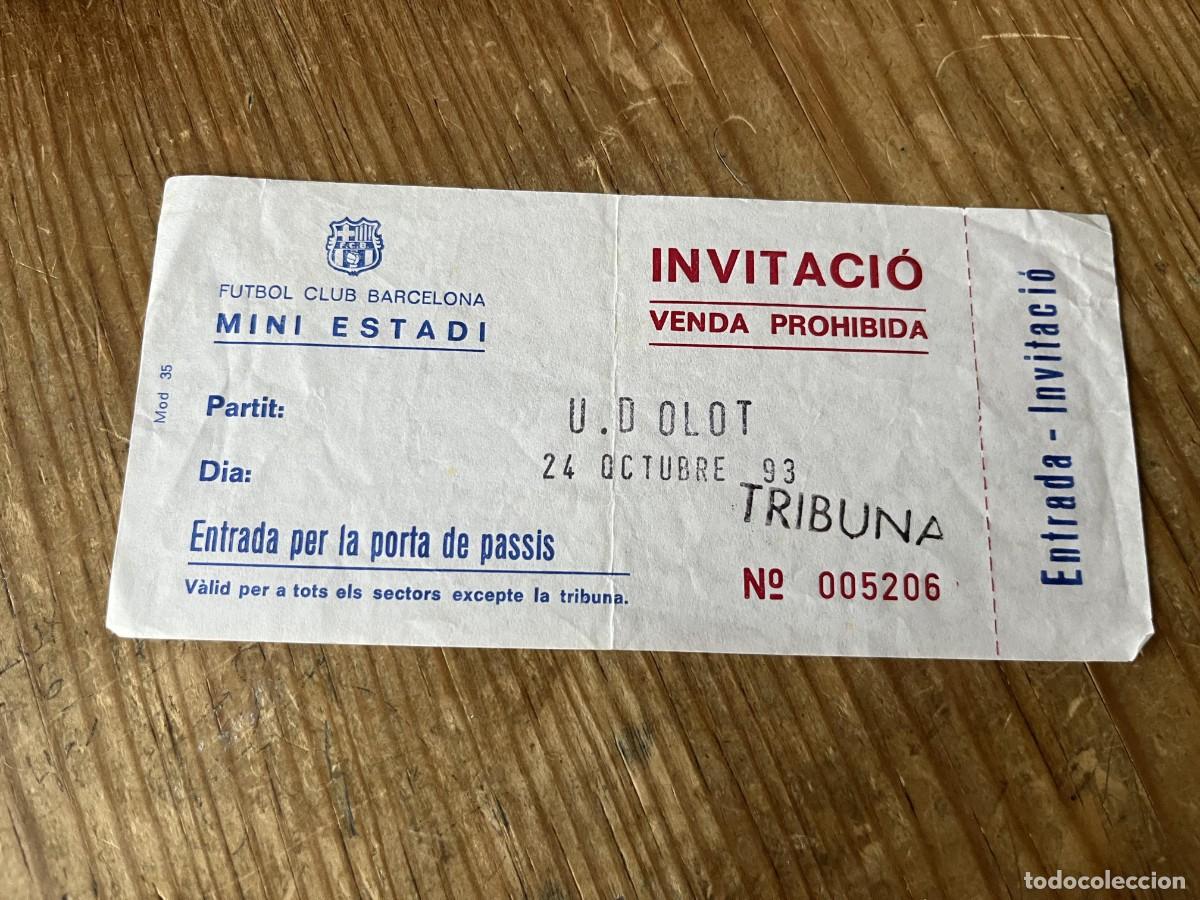 F.C.B.
FUTBOL CLUB BARCELONA
MINI ESTADI
INVITACIÓ
VENDA PROHIBIDA
Mod 35
Partit: U.D OLOT
Dia: 24 OCTUBRE 93
TRIBUNA
Entrada per la porta de passis
Vàlid per a tots els sectors excepte la tribuna.
Nº 005206
Entrada - Invitació
todocoleccion